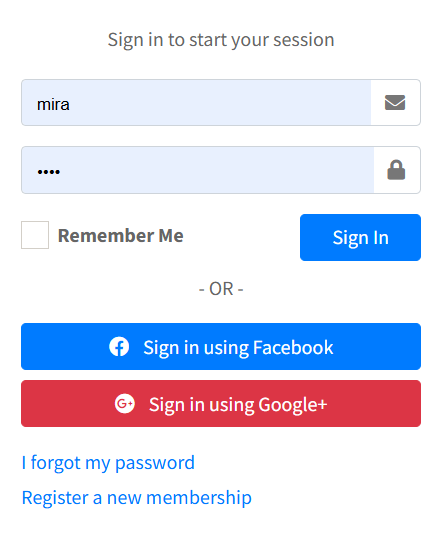 Sign in to start your session
mira
••••
Remember Me
Sign In
- OR -
Sign in using Facebook
Sign in using Google+
I forgot my password
Register a new membership